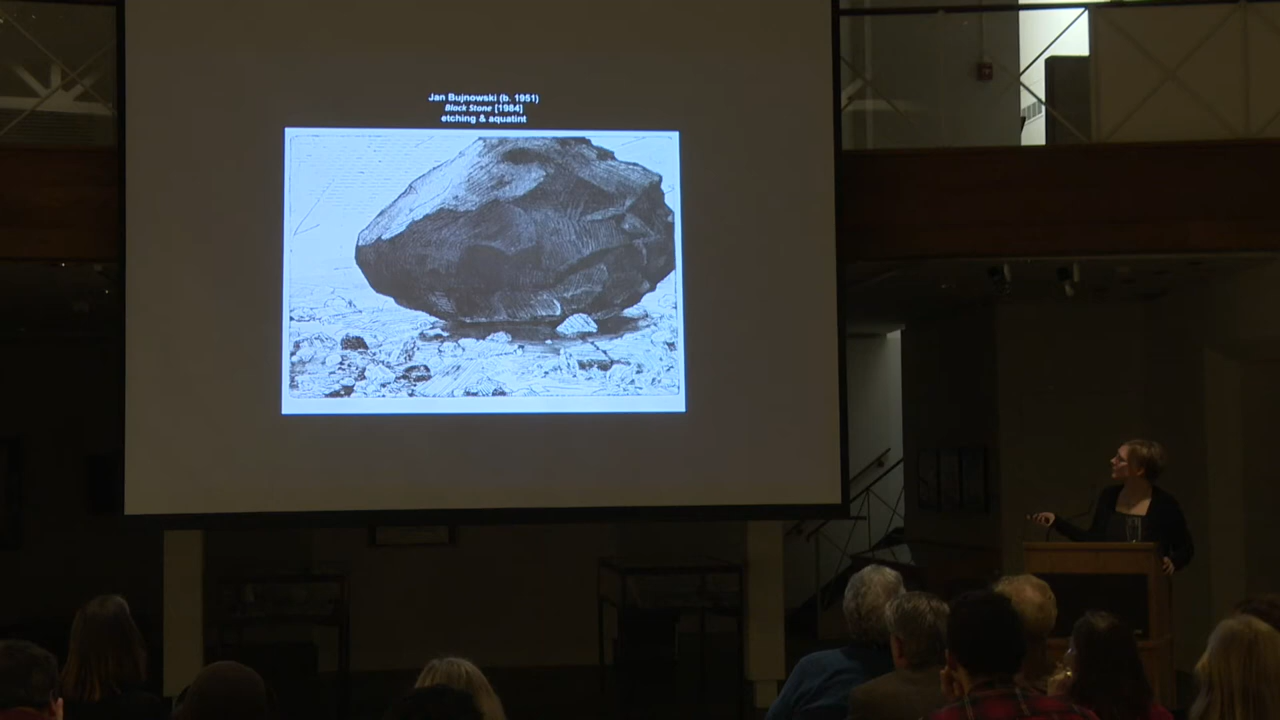 Jan Bujnowski (b. 1951)
Black Stone [1984]
etching & aquatint